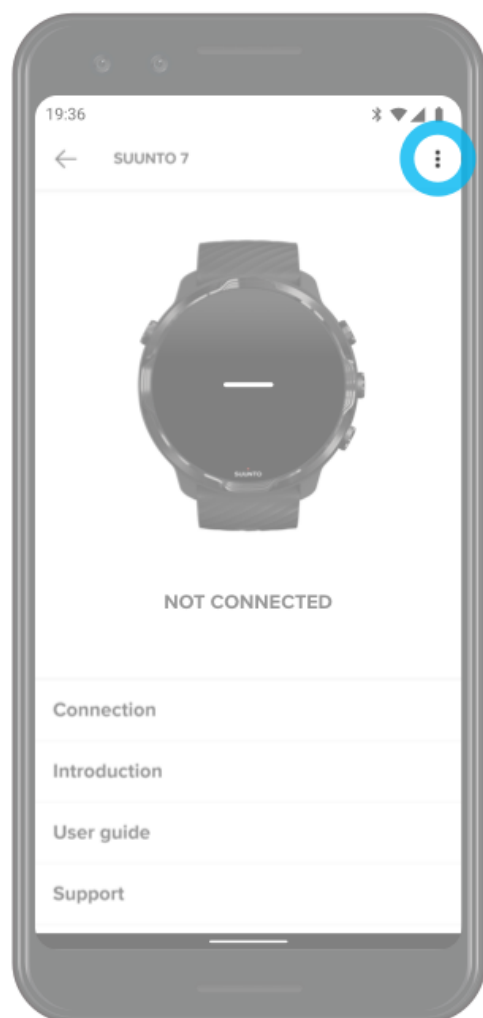 19:36
SUUNTO 7
SUUNTO
NOT CONNECTED
Connection
Introduction
User guide
Support